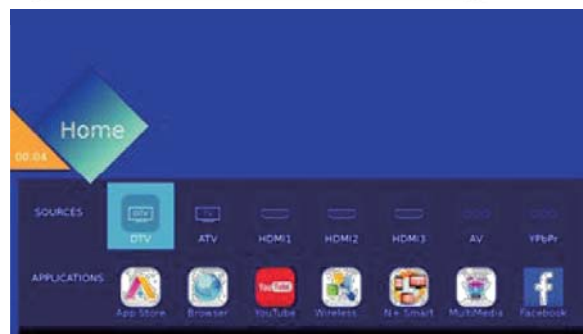 Home
00:04
SOURCES
DTV
DTV ATV HDMI1 HDMI2 HDMI3 AV YPbPr
APPLICATIONS
YouTube
App Store Browser YouTube Wireless... N+ Smart MultiMedia Facebook